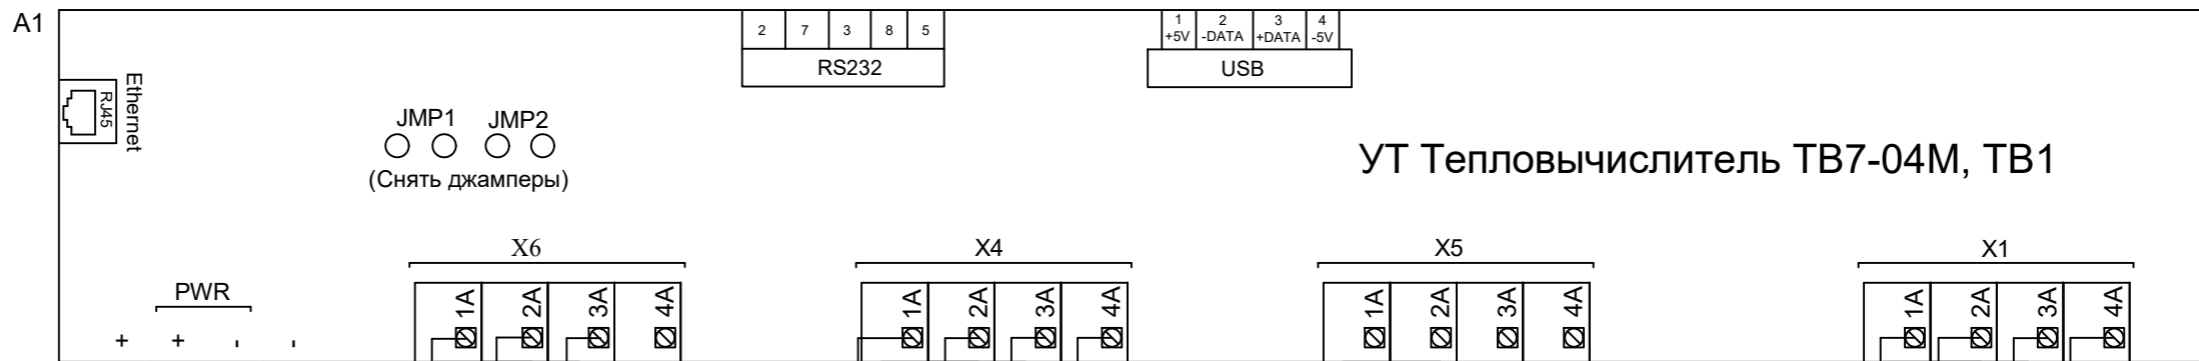 A1
2 7 3 8 5
RS232
1 2 3 4
+5V -DATA +DATA -5V
USB
Ethernet
RJ45
JMP1 JMP2
(Снять джамперы)
УТ Тепловычислитель ТВ7-04М, ТВ1
X6 X4 X5 X1
PWR
1A 2A 3A 4A 1A 2A 3A 4A 1A 2A 3A 4A 1A 2A 3A 4A
+ + - -